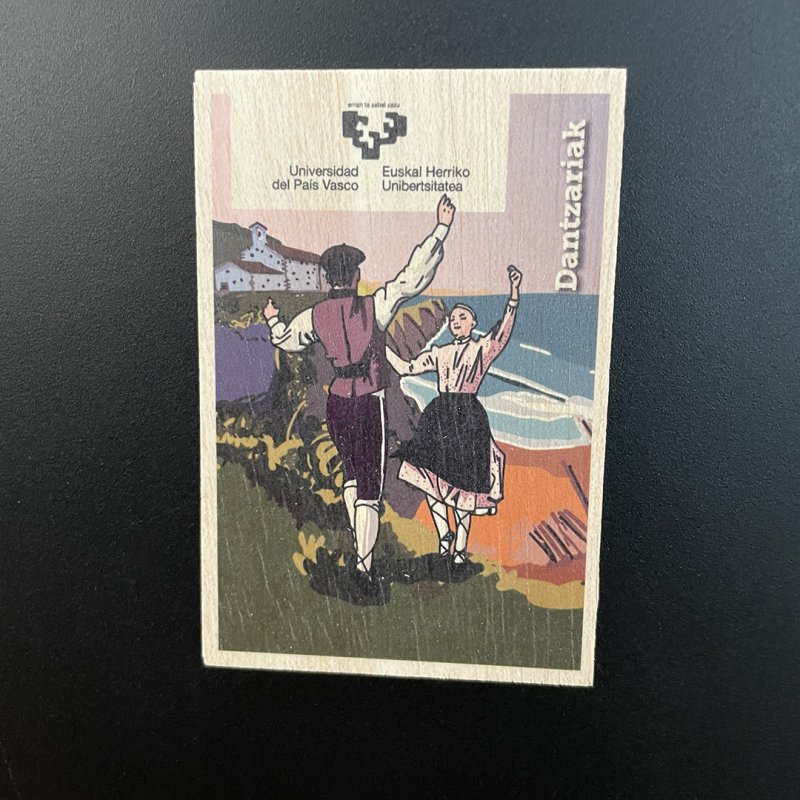 eman ta zabal zazu
Universidad
del País Vasco
Euskal Herriko
Unibertsitatea
Dantzariak